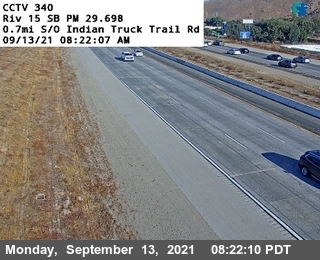 CCTV 340
Riv 15 SB PM 29.698
0.7mi S/O Indian Truck Trail Rd
09/13/21 08:22:07 AM
Monday, September 13, 2021 08:22:10 PDT